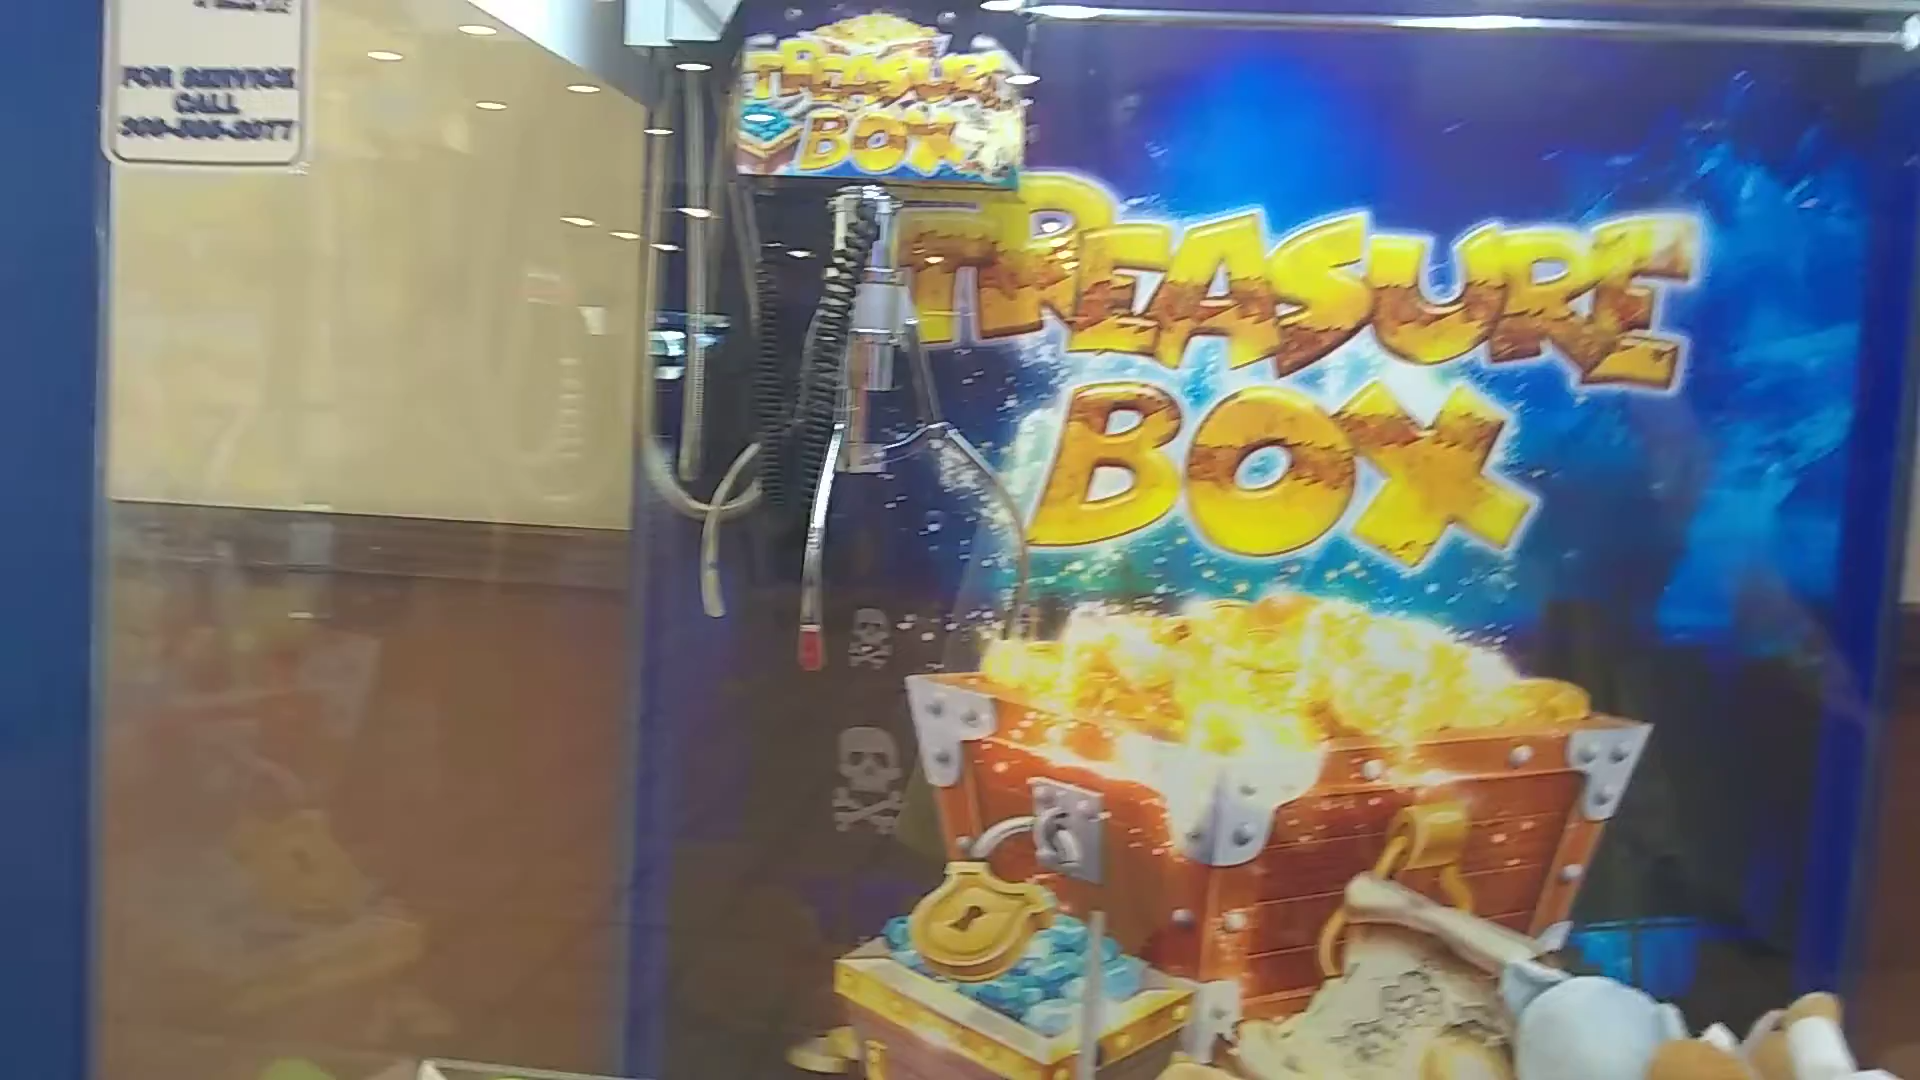 FOR SERVICE
CALL
TREASURE
BOX
TREASURE
BOX